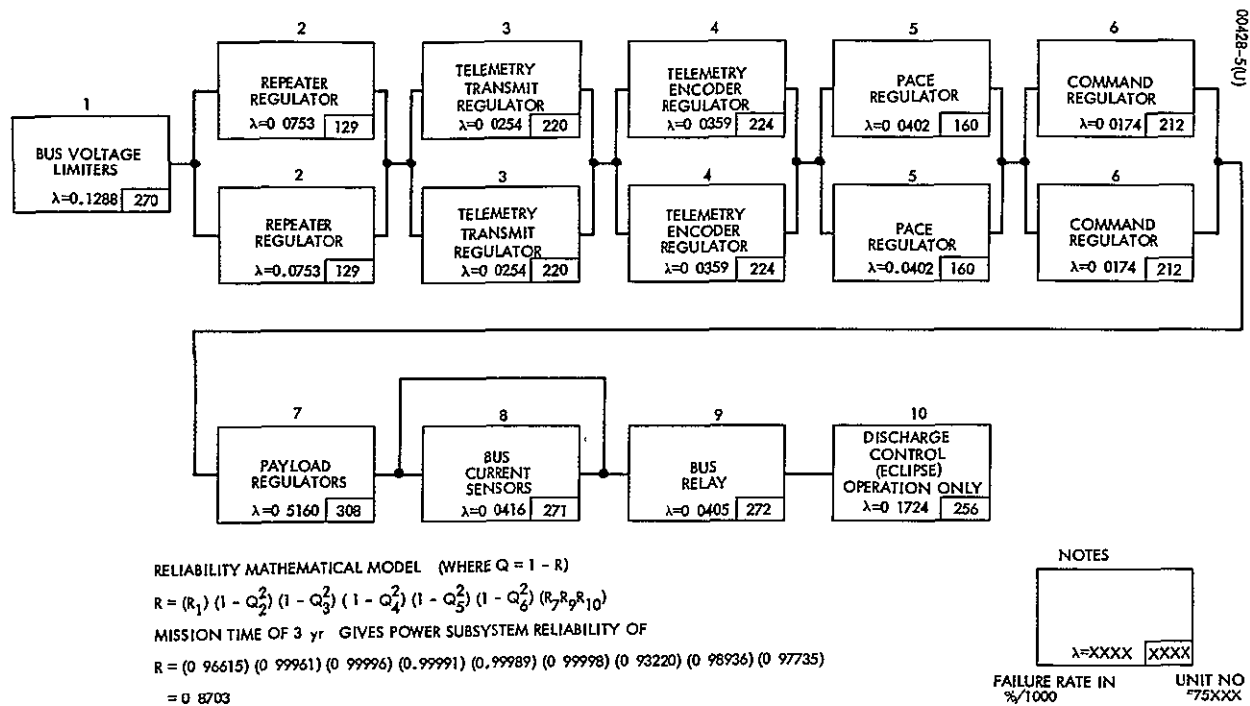 00428-5(U)
1
BUS VOLTAGE
LIMITERS
λ=0.1288 270
2
REPEATER
REGULATOR
λ=0 0753 129
2
REPEATER
REGULATOR
λ=0.0753 129
3
TELEMETRY
TRANSMIT
REGULATOR
λ=0 0254 220
3
TELEMETRY
TRANSMIT
REGULATOR
λ=0 0254 220
4
TELEMETRY
ENCODER
REGULATOR
λ=0 0359 224
4
TELEMETRY
ENCODER
REGULATOR
λ=0 0359 224
5
PACE
REGULATOR
λ=0 0402 160
5
PACE
REGULATOR
λ=0.0402 160
6
COMMAND
REGULATOR
λ=0 0174 212
6
COMMAND
REGULATOR
λ=0 0174 212
7
PAYLOAD
REGULATORS
λ=0 5160 308
8
BUS
CURRENT
SENSORS
λ=0 0416 271
9
BUS
RELAY
λ=0 0405 272
10
DISCHARGE
CONTROL
(ECLIPSE)
OPERATION ONLY
λ=0 1724 256
RELIABILITY MATHEMATICAL MODEL (WHERE Q = 1 - R)
R = (R₁) (1 - Q₂²) (1 - Q₃²) (1 - Q₄²) (1 - Q₅²) (1 - Q₆²) (R₇R₉R₁₀)
MISSION TIME OF 3 yr GIVES POWER SUBSYSTEM RELIABILITY OF
R = (0 96615) (0 99961) (0 99996) (0.99991) (0.99989) (0 99998) (0 93220) (0 98936) (0 97735)
= 0 8703
NOTES
λ=XXXX XXXX
FAILURE RATE IN
%/1000
UNIT NO
475XXX